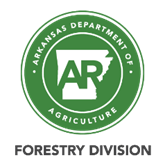 ARKANSAS DEPARTMENT OF
AR
AGRICULTURE
FORESTRY DIVISION